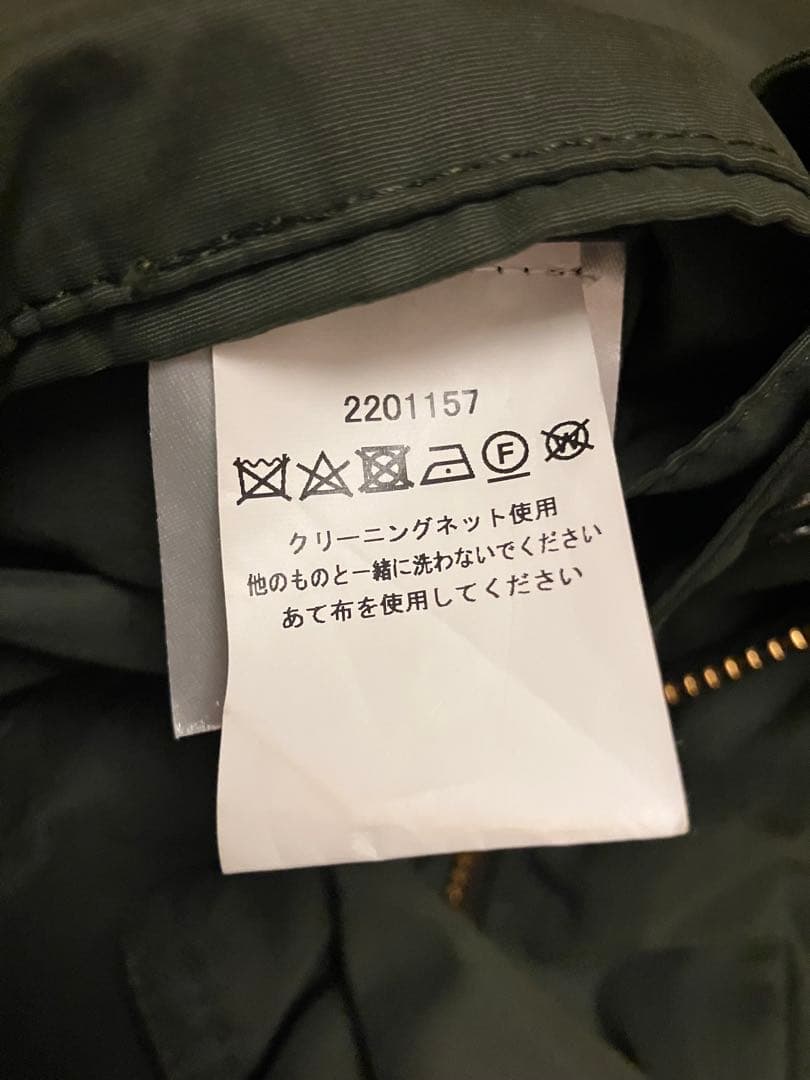 2201157
F W
クリーニングネット使用
他のものと一緒に洗わないでください
あて布を使用してください